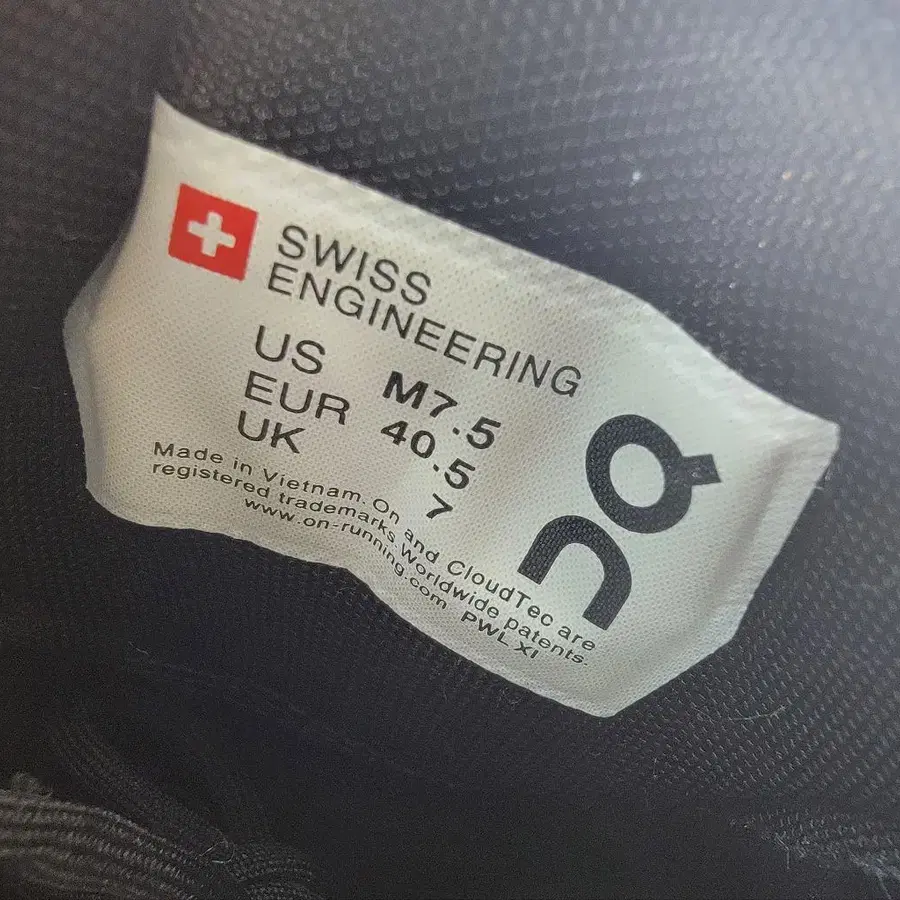 SWISS
ENGINEERING
US M7.5
EUR 40.5
UK 7
Made in Vietnam. On and CloudTec are
registered trademarks Worldwide patents.
www.on-running.com PWL XI
On